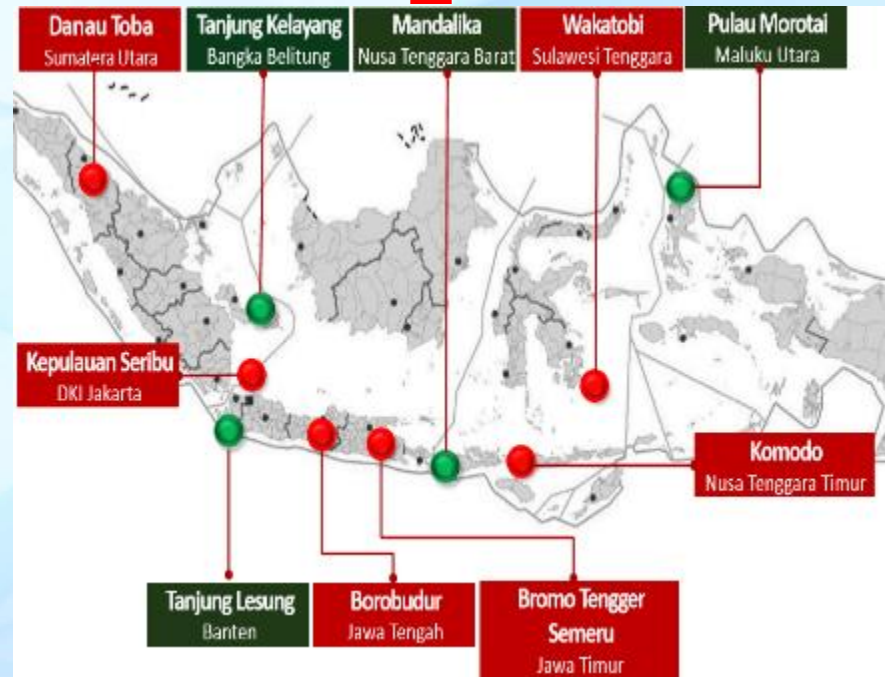 Danau Toba
Sumatera Utara
Tanjung Kelayang
Bangka Belitung
Mandalika
Nusa Tenggara Barat
Wakatobi
Sulawesi Tenggara
Pulau Morotai
Maluku Utara
Kepulauan Seribu
DKI Jakarta
Komodo
Nusa Tenggara Timur
Tanjung Lesung
Banten
Borobudur
Jawa Tengah
Bromo Tengger
Semeru
Jawa Timur